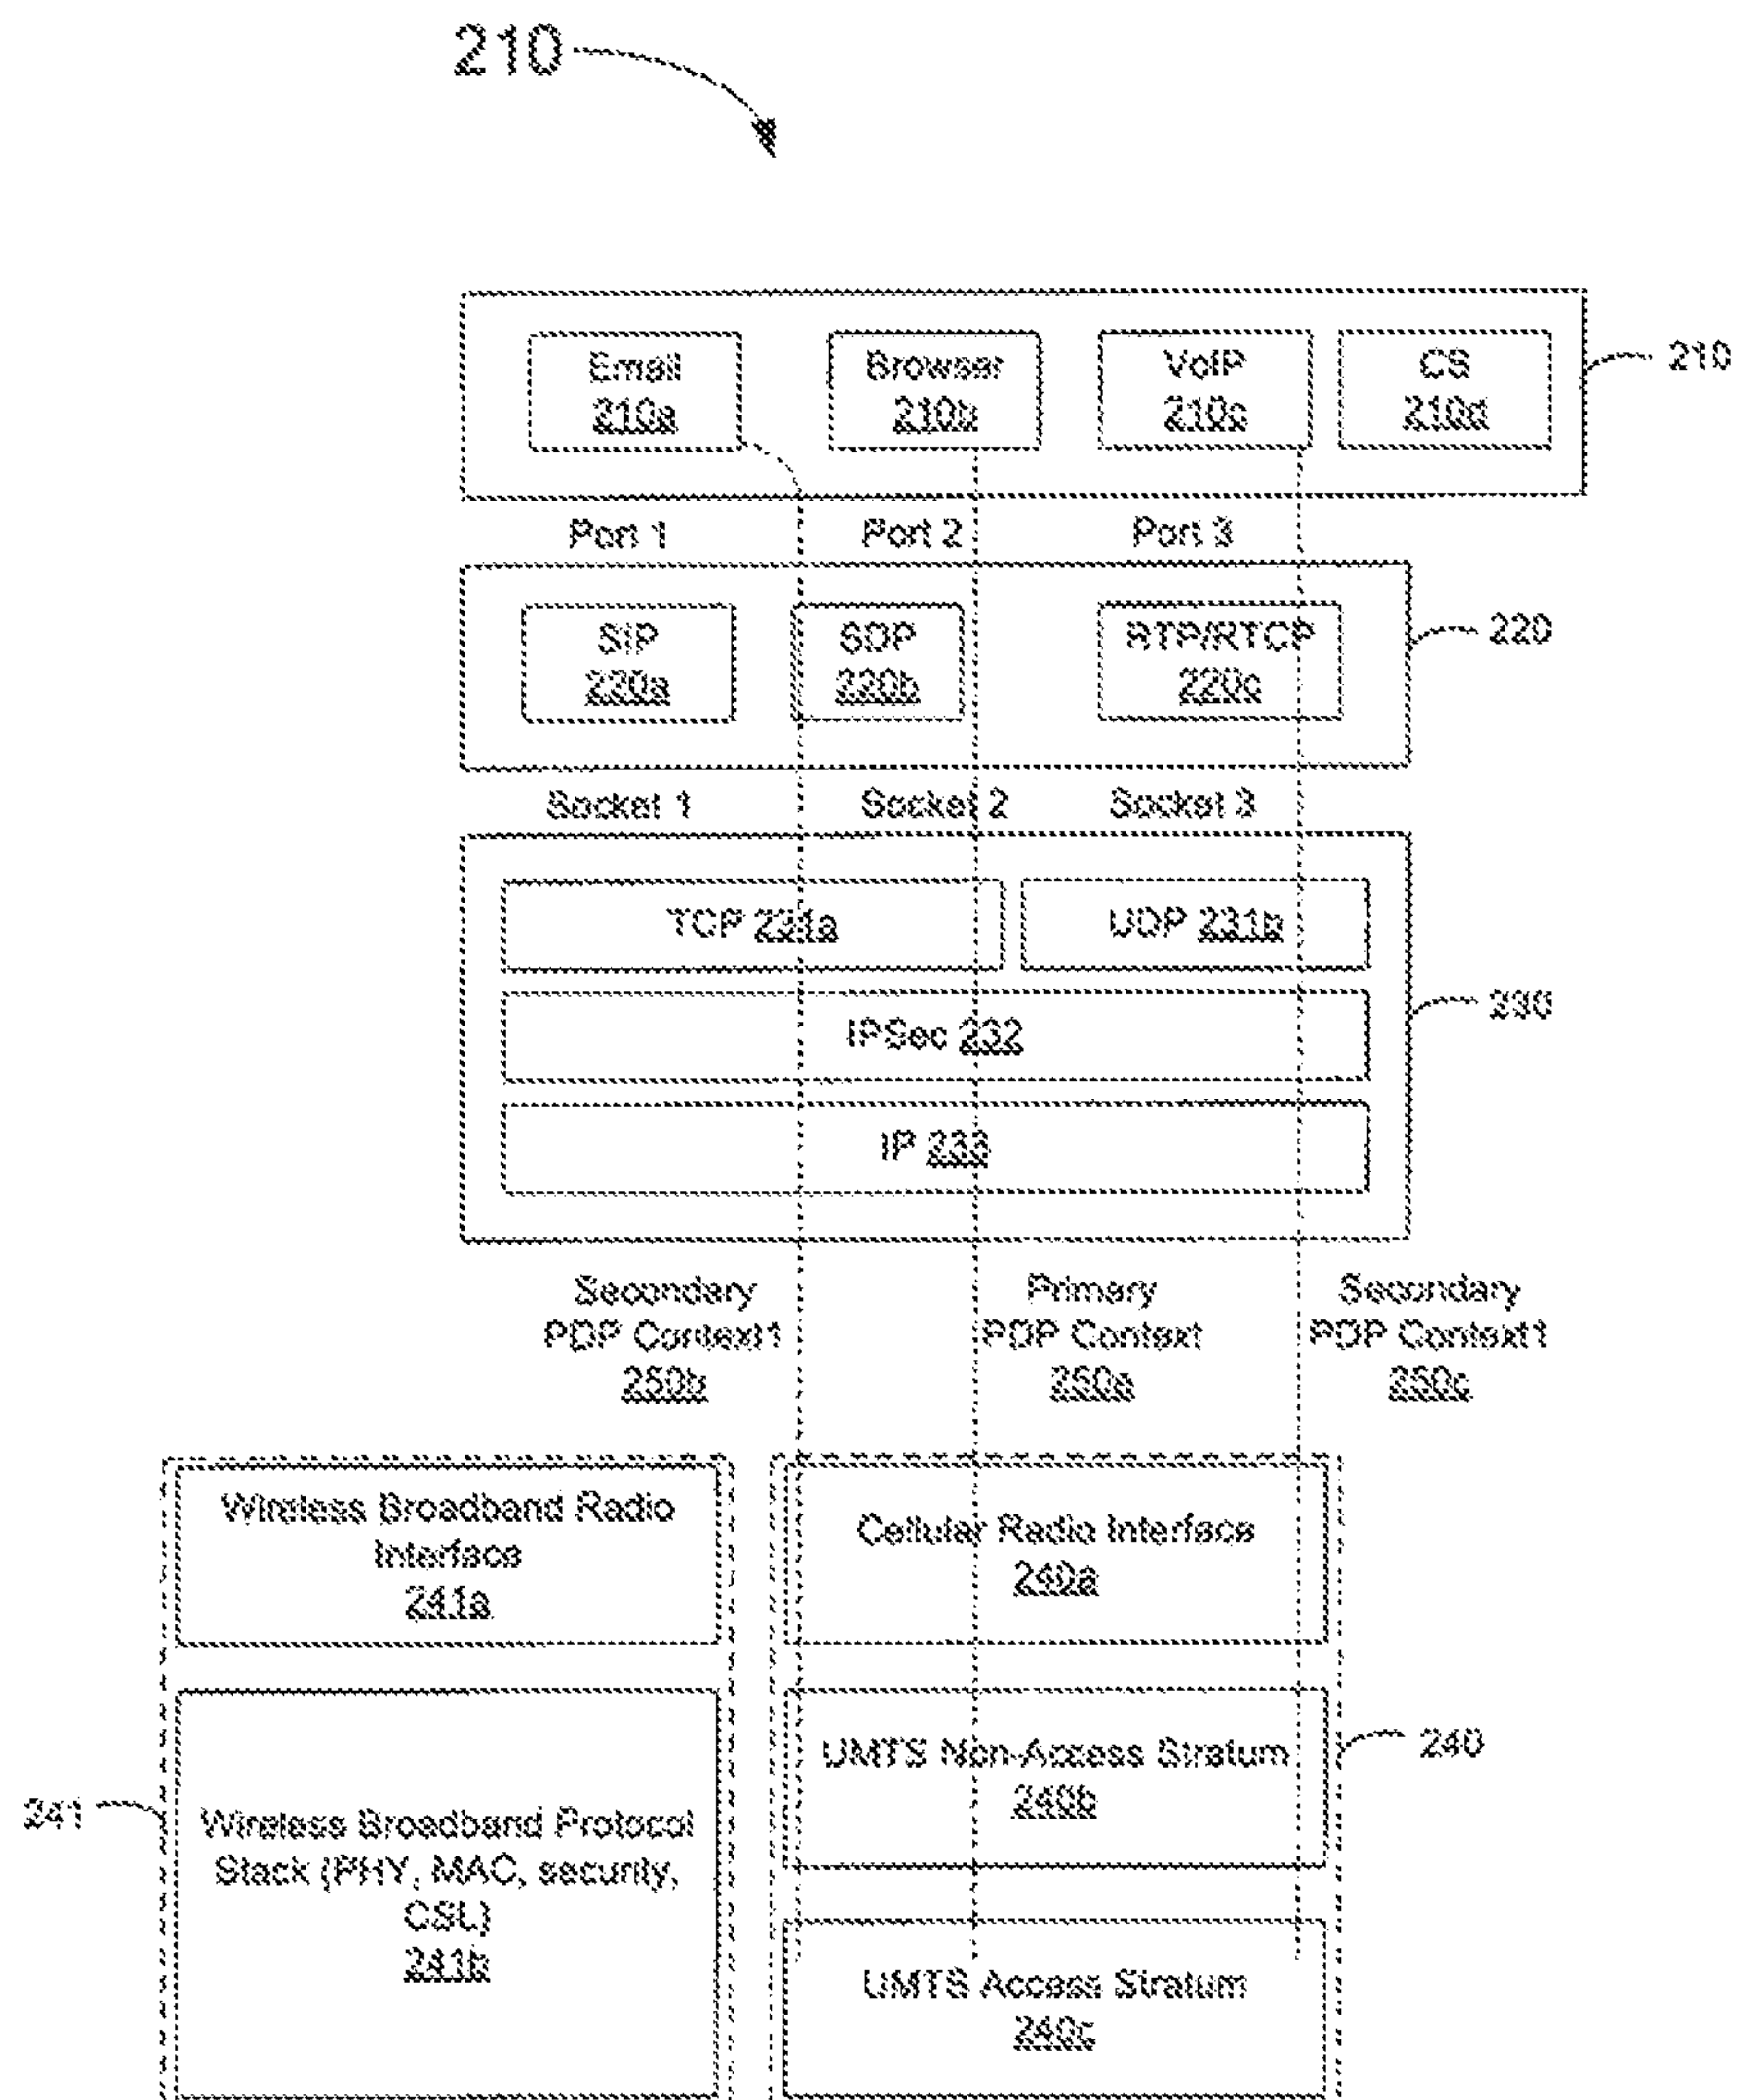 210
Email
210a
Browser
210b
VoIP
210c
CS
210d
210
Port 1
Port 2
Port 3
SIP
220a
SDP
220b
RTP/RTCP
220c
220
Socket 1
Socket 2
Socket 3
TCP 231a
UDP 231b
IPSec 232
230
IP 233
Secondary
PDP Context1
250b
Primary
PDP Context
250a
Secondary
PDP Context1
250c
Wireless Broadband Radio
Interface
241a
Cellular Radio Interface
240a
UMTS Non-Access Stratum
240b
240
241
Wireless Broadband Protocol
Stack (PHY, MAC, security,
CSL)
241b
UMTS Access Stratum
240c